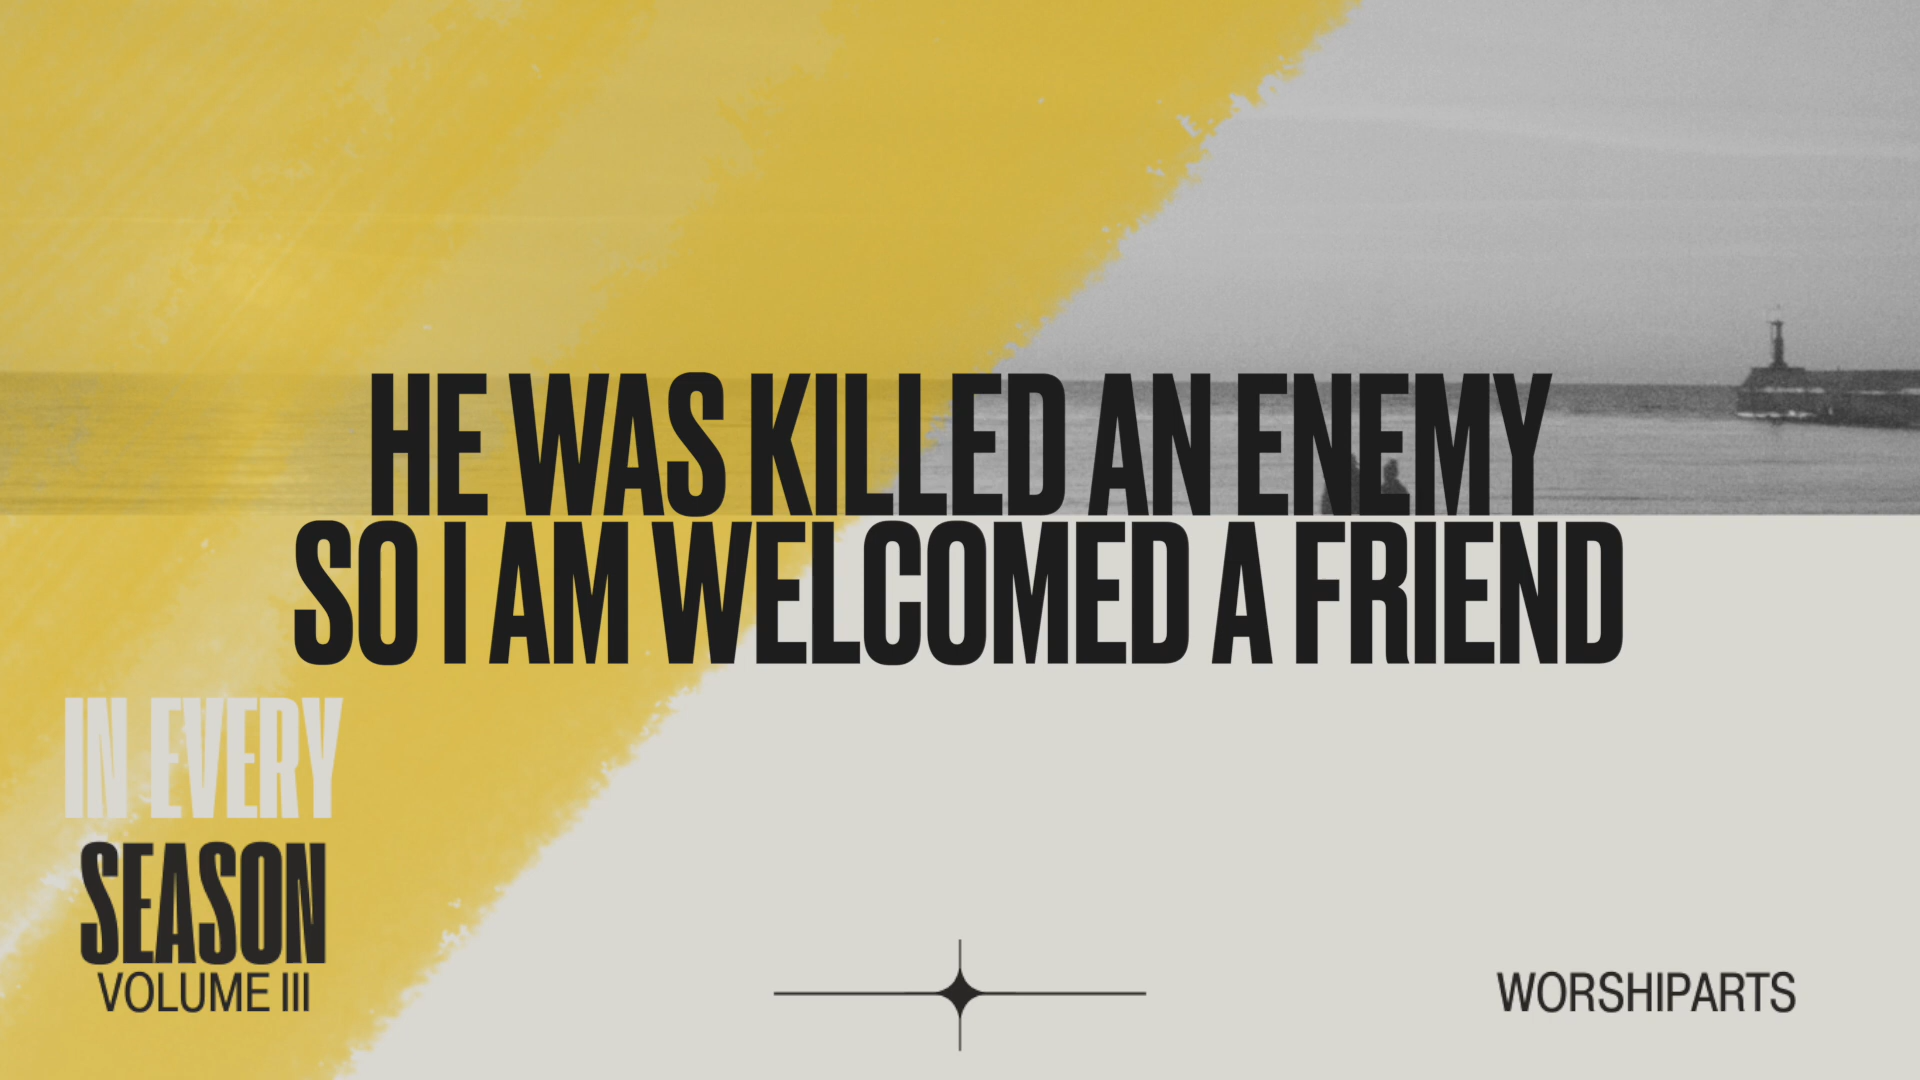 HE WAS KILLED AN ENEMY
SO I AM WELCOMED A FRIEND
IN EVERY
SEASON
VOLUME III
WORSHIPARTS